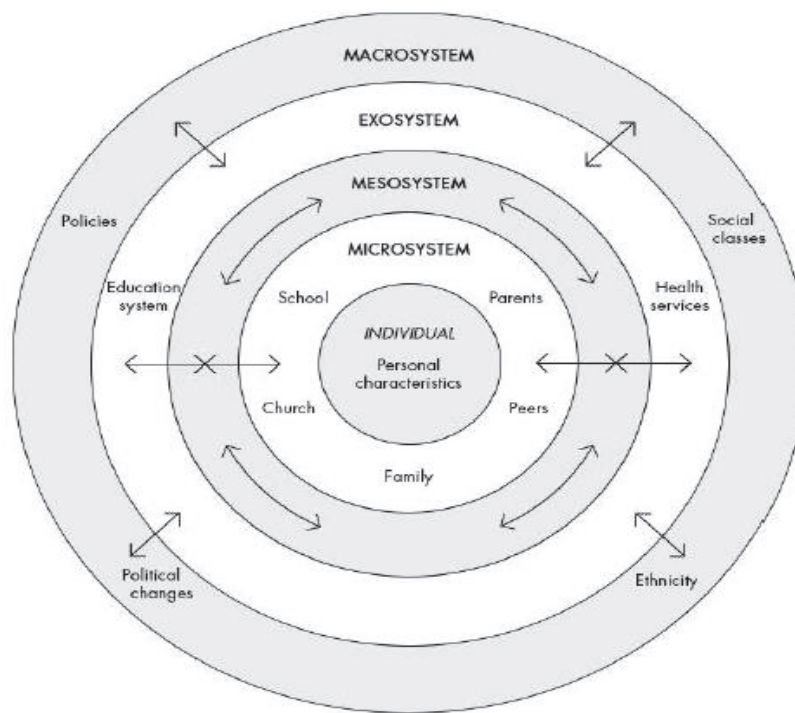 MACROSYSTEM
EXOSYSTEM
MESOSYSTEM
MICROSYSTEM
Policies
Social
classes
Education
system
Health
services
School
Parents
INDIVIDUAL
Personal
characteristics
Church
Peers
Family
Political
changes
Ethnicity